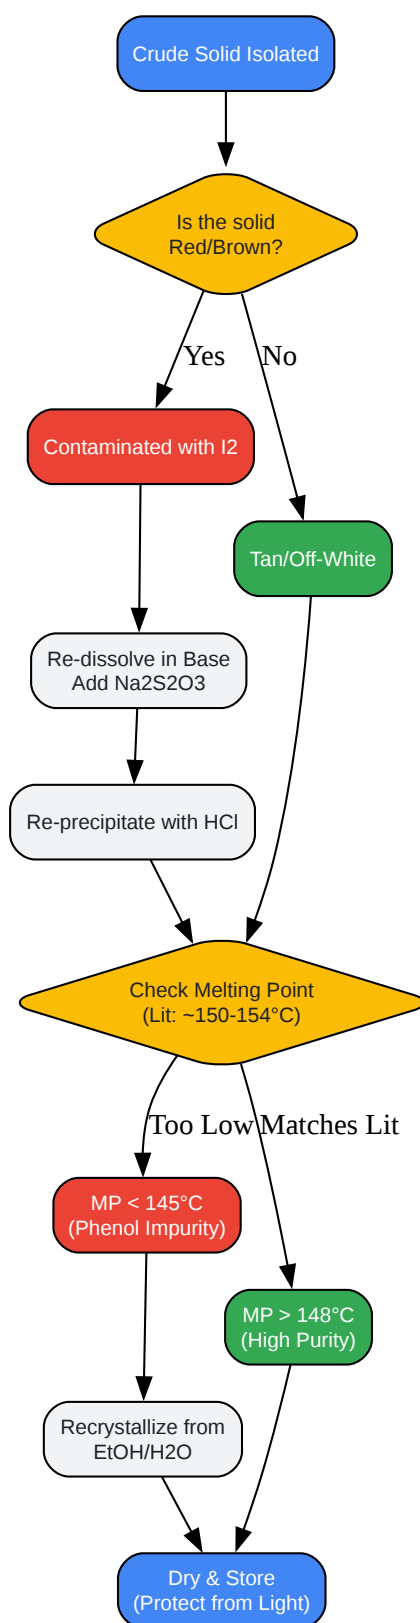 Crude Solid Isolated
Is the solid
Red/Brown?
Yes
No
Contaminated with I2
Tan/Off-White
Re-dissolve in Base
Add Na2S2O3
Re-precipitate with HCl
Check Melting Point
(Lit: ~150-154°C)
Too Low
Matches Lit
MP < 145°C
(Phenol Impurity)
MP > 148°C
(High Purity)
Recrystallize from
EtOH/H2O
Dry & Store
(Protect from Light)